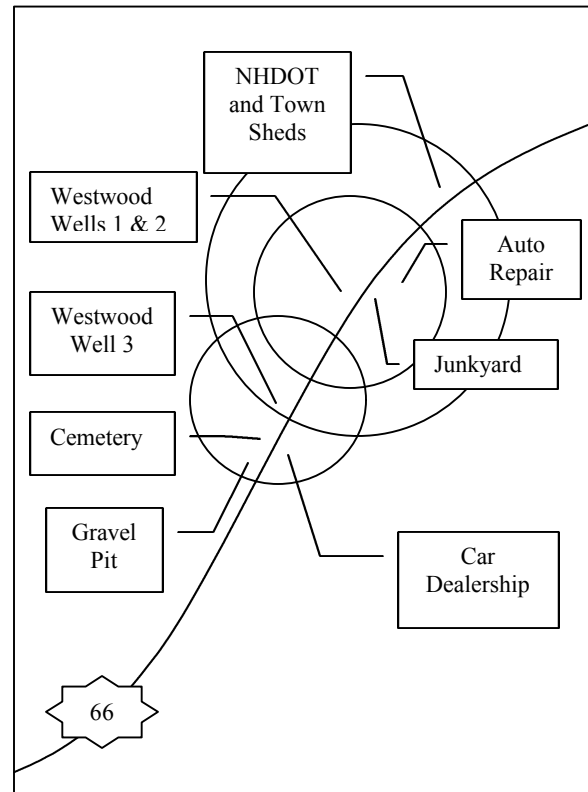 NHDOT
and Town
Sheds
Westwood
Wells 1 & 2
Auto
Repair
Westwood
Well 3
Junkyard
Cemetery
Gravel
Pit
Car
Dealership
66